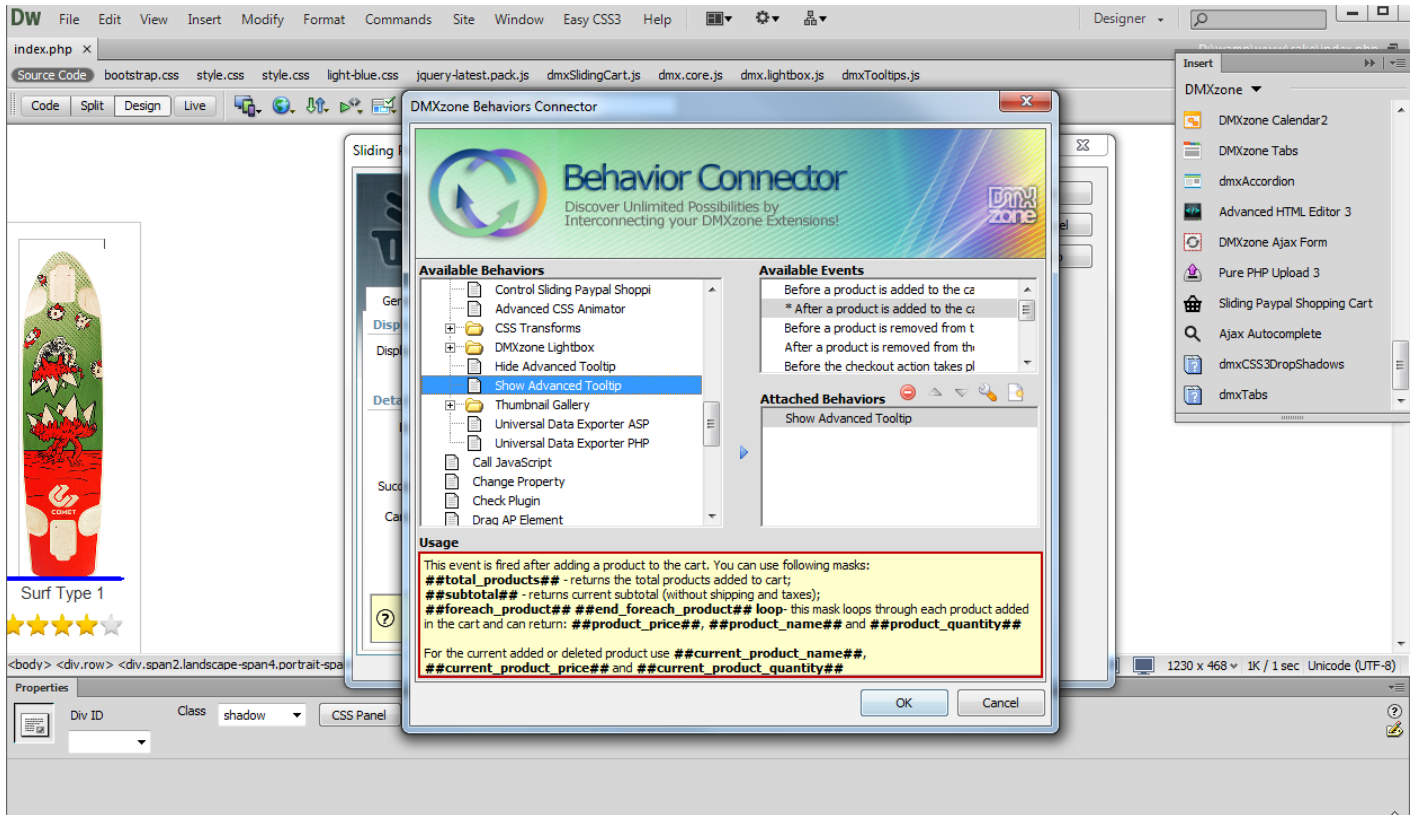 DW File Edit View Insert Modify Format Commands Site Window Easy CSS3 Help Designer
index.php ×
Source Code bootstrap.css style.css style.css light-blue.css jquery-latest.pack.js dmxSlidingCart.js dmx.core.js dmx.lightbox.js dmxTooltips.js
Code Split Design Live
DMXzone Behaviors Connector
Behavior Connector
Discover Unlimited Possibilities by
Interconnecting your DMXzone Extensions!
DMX
zone
Available Behaviors
Control Sliding Paypal Shoppi
Advanced CSS Animator
CSS Transforms
DMXzone Lightbox
Hide Advanced Tooltip
Show Advanced Tooltip
Thumbnail Gallery
Universal Data Exporter ASP
Universal Data Exporter PHP
Call JavaScript
Change Property
Check Plugin
Drag AP Element
Available Events
Before a product is added to the ca
* After a product is added to the ca
Before a product is removed from t
After a product is removed from the
Before the checkout action takes pl
Attached Behaviors
Show Advanced Tooltip
Usage
This event is fired after adding a product to the cart. You can use following masks:
##total_products## - returns the total products added to cart;
##subtotal## - returns current subtotal (without shipping and taxes);
##foreach_product## ##end_foreach_product## loop- this mask loops through each product added
in the cart and can return: ##product_price##, ##product_name## and ##product_quantity##
For the current added or deleted product use ##current_product_name##,
##current_product_price## and ##current_product_quantity##
OK Cancel
Sliding
Gen
Disp
Displ
Deta
Succ
Car
Insert
DMXzone
DMXzone Calendar2
DMXzone Tabs
dmxAccordion
Advanced HTML Editor 3
DMXzone Ajax Form
Pure PHP Upload 3
Sliding Paypal Shopping Cart
Ajax Autocomplete
dmxCSS3DropShadows
dmxTabs
COMET
Surf Type 1
<body> <div.row> <div.span2.landscape-span4.portrait-spa
1230 x 468 1K / 1 sec Unicode (UTF-8)
Properties
Div ID Class shadow CSS Panel